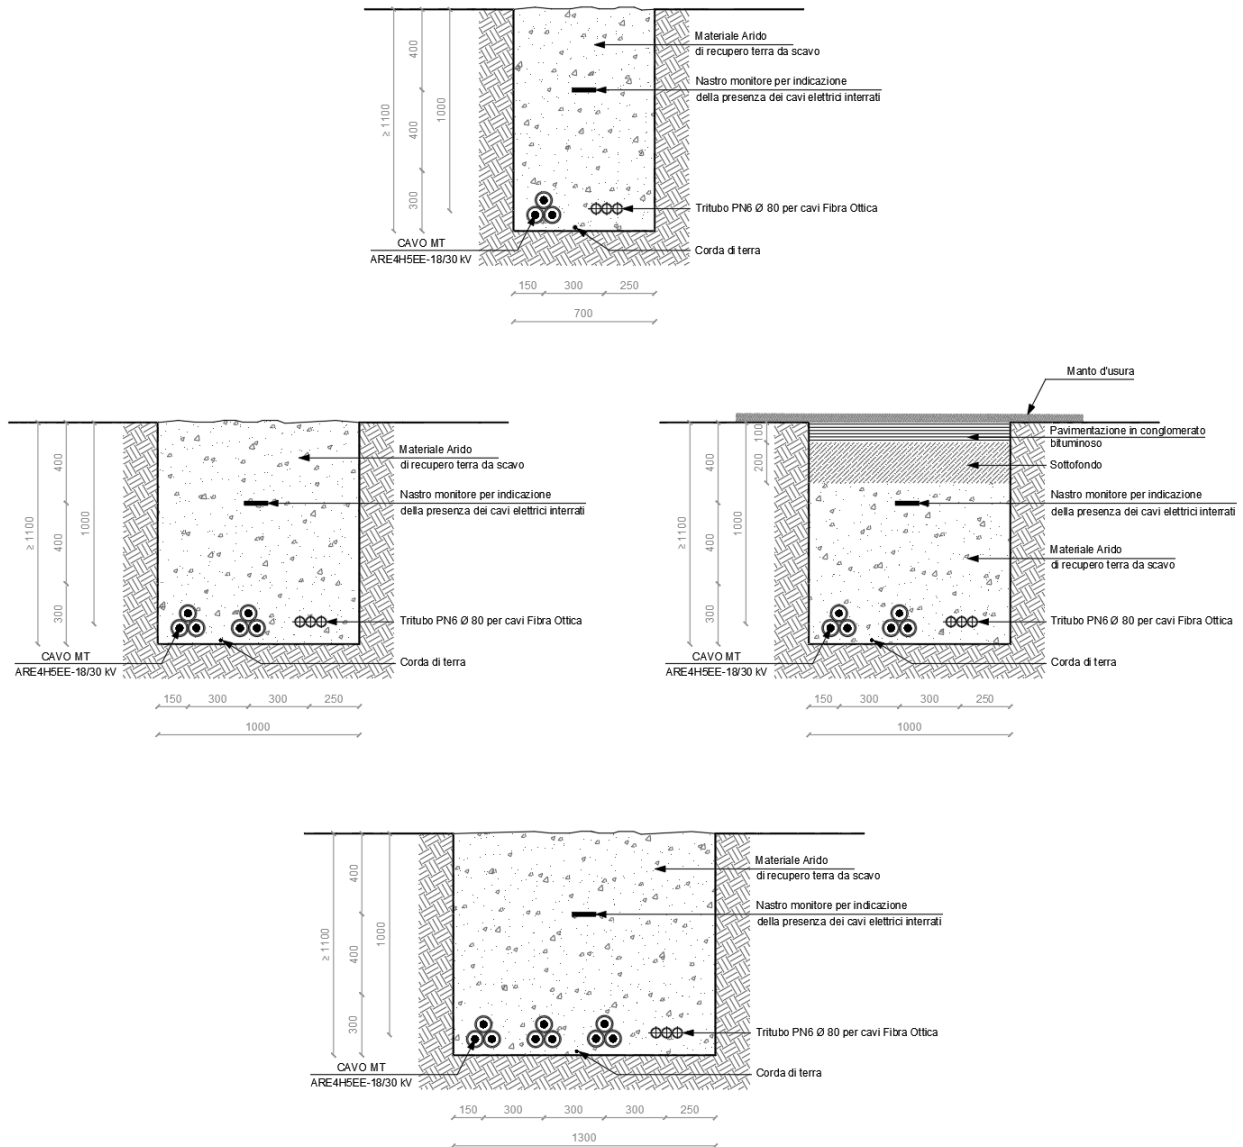 Materiale Arido
di recupero terra da scavo
Nastro monitore per indicazione
della presenza dei cavi elettrici interrati
Tritubo PN6 Ø 80 per cavi Fibra Ottica
Corda di terra
CAVO MT
ARE4H5EE-18/30 kV
≥ 1100
400
400
300
1000
150
300
250
700
Materiale Arido
di recupero terra da scavo
Nastro monitore per indicazione
della presenza dei cavi elettrici interrati
Tritubo PN6 Ø 80 per cavi Fibra Ottica
Corda di terra
CAVO MT
ARE4H5EE-18/30 kV
≥ 1100
400
400
300
1000
150
300
300
250
1000
Manto d'usura
Pavimentazione in conglomerato
bituminoso
Sottofondo
Nastro monitore per indicazione
della presenza dei cavi elettrici interrati
Materiale Arido
di recupero terra da scavo
Tritubo PN6 Ø 80 per cavi Fibra Ottica
Corda di terra
CAVO MT
ARE4H5EE-18/30 kV
≥ 1100
400
400
300
1000
100
200
150
300
300
250
1000
Materiale Arido
di recupero terra da scavo
Nastro monitore per indicazione
della presenza dei cavi elettrici interrati
Tritubo PN6 Ø 80 per cavi Fibra Ottica
Corda di terra
CAVO MT
ARE4H5EE-18/30 kV
≥ 1100
400
400
300
1000
150
300
300
300
250
1300